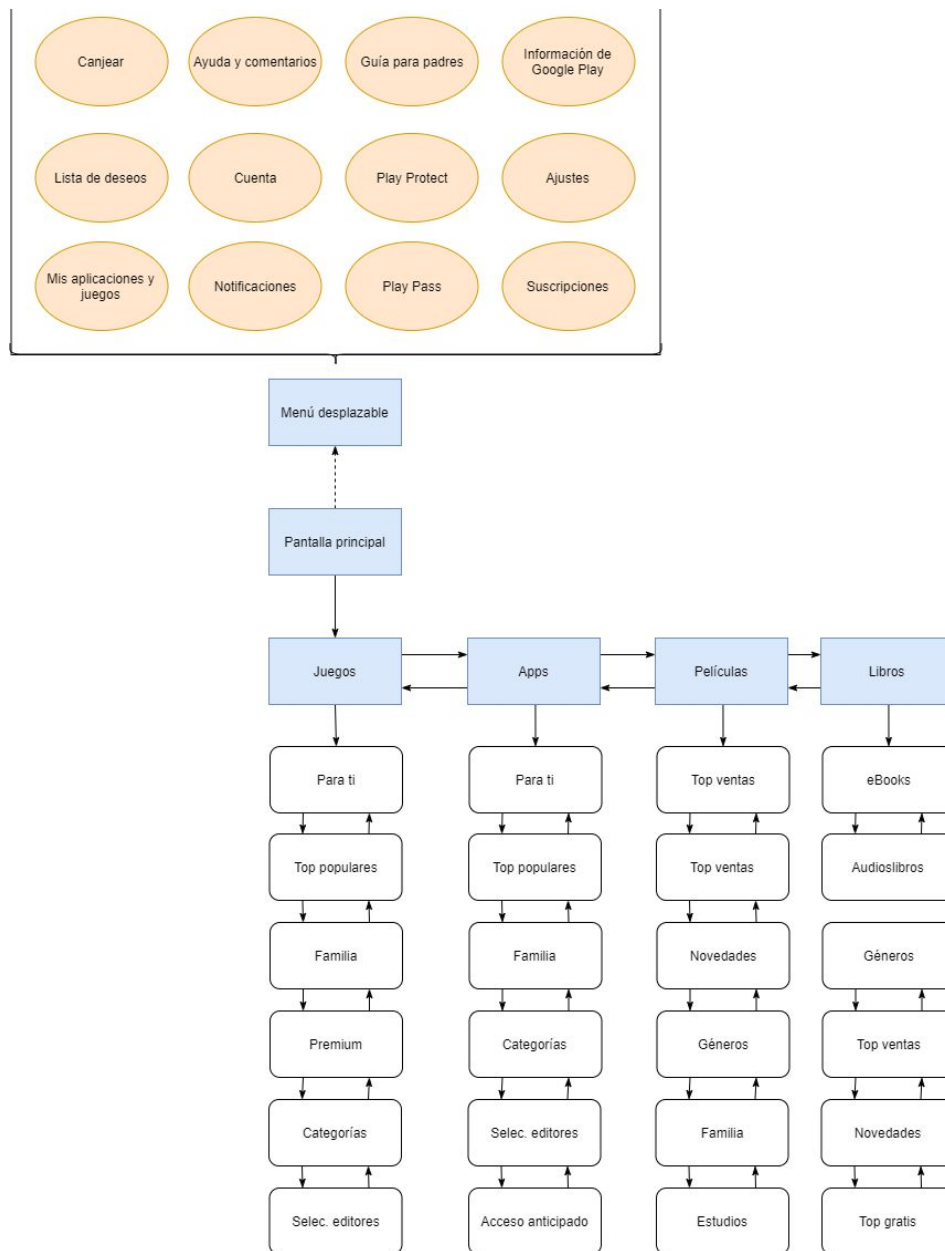 Canjear
Ayuda y comentarios
Guía para padres
Información de
Google Play
Lista de deseos
Cuenta
Play Protect
Ajustes
Mis aplicaciones y
juegos
Notificaciones
Play Pass
Suscripciones
Menú desplazable
Pantalla principal
Juegos
Apps
Películas
Libros
Para ti
Para ti
Top ventas
eBooks
Top populares
Top populares
Top ventas
Audioslibros
Familia
Familia
Novedades
Géneros
Premium
Categorías
Géneros
Top ventas
Categorías
Selec. editores
Familia
Novedades
Selec. editores
Acceso anticipado
Estudios
Top gratis